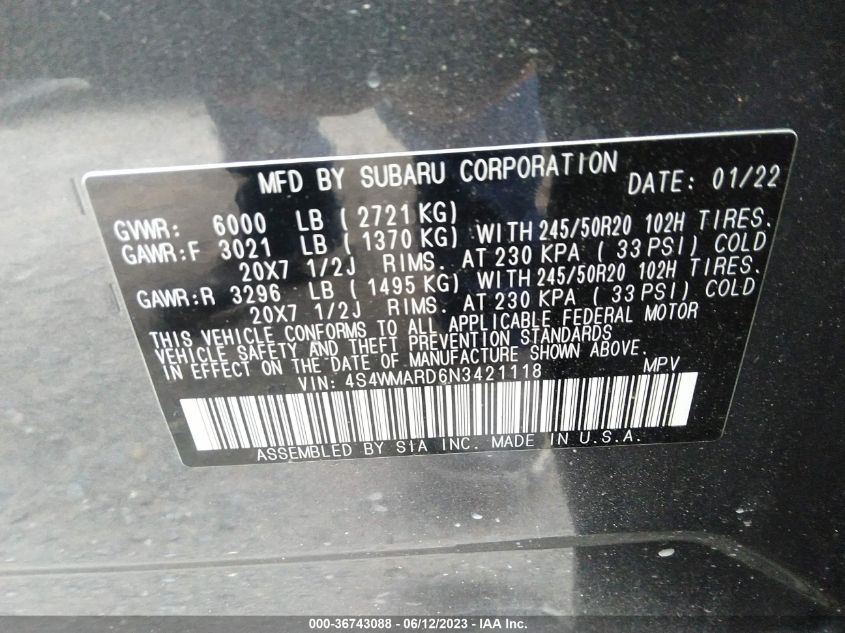 MFD BY SUBARU CORPORATION DATE: 01/22
GVWR: 6000 LB ( 2721 KG)
GAWR:F 3021 LB ( 1370 KG) WITH 245/50R20 102H TIRES.
20X7 1/2J RIMS. AT 230 KPA ( 33 PSI) COLD
GAWR:R 3296 LB ( 1495 KG) WITH 245/50R20 102H TIRES.
20X7 1/2J RIMS. AT 230 KPA ( 33 PSI) COLD
THIS VEHICLE CONFORMS TO ALL APPLICABLE FEDERAL MOTOR
VEHICLE SAFETY AND THEFT PREVENTION STANDARDS
IN EFFECT ON THE DATE OF MANUFACTURE SHOWN ABOVE.
VIN: 4S4WMARD6N3421118 MPV
ASSEMBLED BY SIA INC. MADE IN U.S.A.
000-36743088 - 06/12/2023 - IAA Inc.